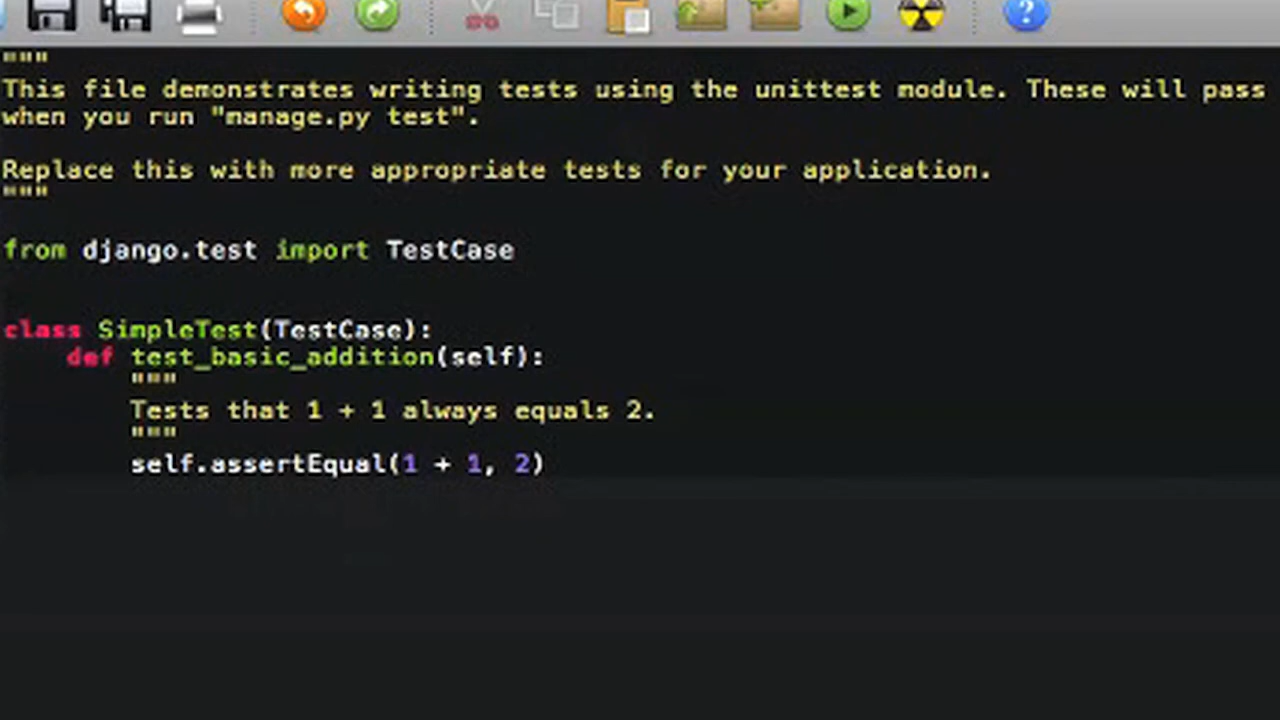 """
This file demonstrates writing tests using the unittest module. These will pass
when you run "manage.py test".
Replace this with more appropriate tests for your application.
"""
from django.test import TestCase
class SimpleTest(TestCase):
def test_basic_addition(self):
"""
Tests that 1 + 1 always equals 2.
"""
self.assertEqual(1 + 1, 2)